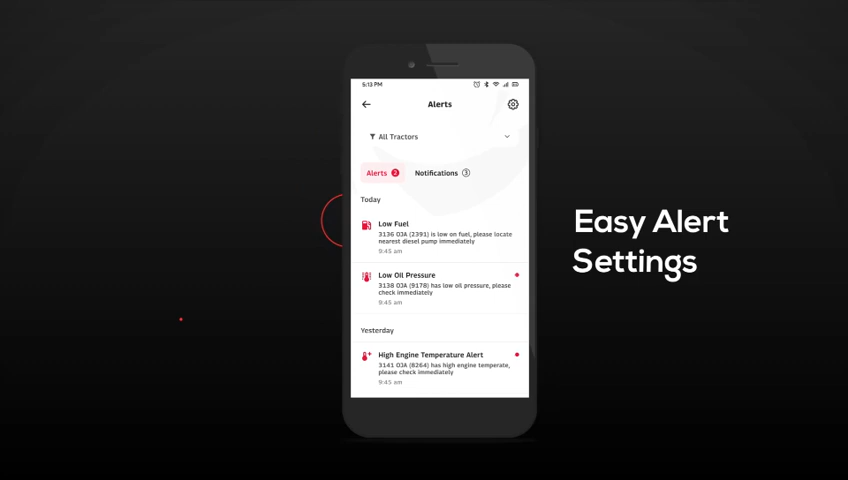 5:13 PM
Alerts
All Tractors
Alerts 2 Notifications 3
Today
Low Fuel
3136 OJA (2391) is low on fuel, please locate
nearest diesel pump immediately
9:45 am
Low Oil Pressure
3138 OJA (9178) has low oil pressure, please
check immediately
9:45 am
Yesterday
High Engine Temperature Alert
3141 OJA (8264) has high engine temperate,
please check immediately
9:45 am
Easy Alert
Settings